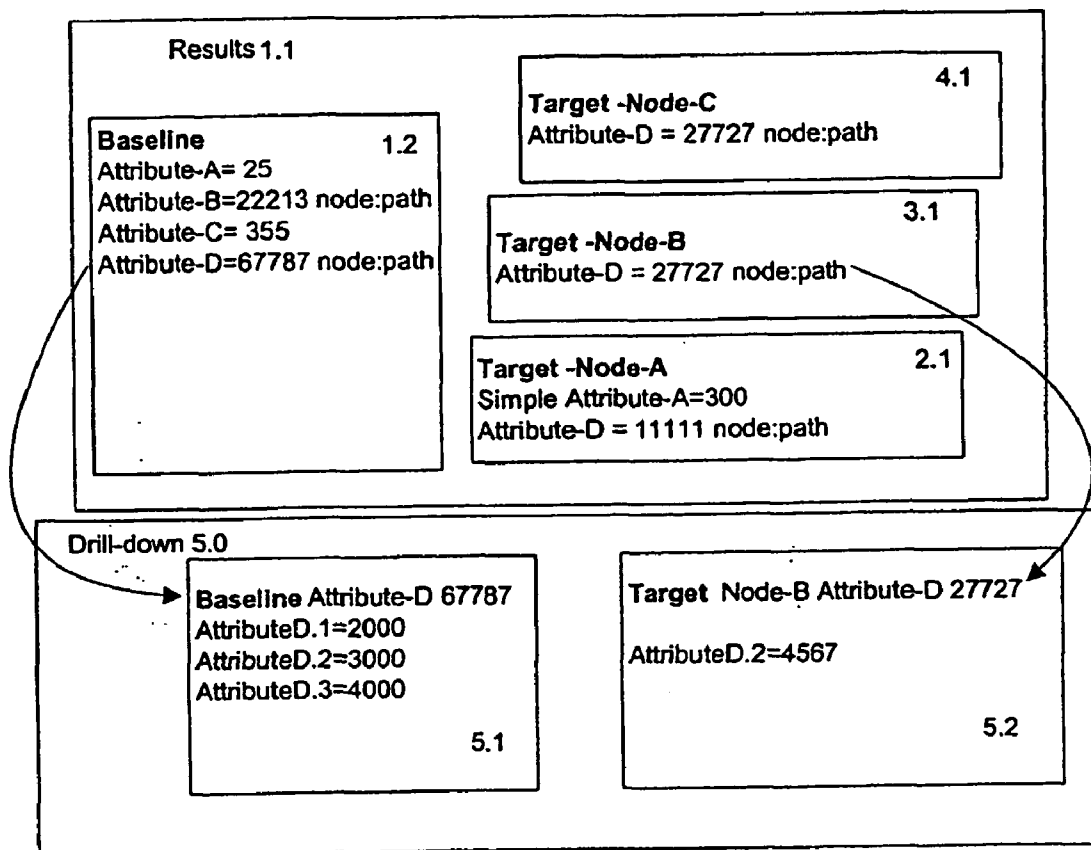 Results 1.1
Baseline 1.2
Attribute-A= 25
Attribute-B=22213 node:path
Attribute-C= 355
Attribute-D=67787 node:path
4.1
Target -Node-C
Attribute-D = 27727 node:path
3.1
Target -Node-B
Attribute-D = 27727 node:path
2.1
Target -Node-A
Simple Attribute-A=300
Attribute-D = 11111 node:path
Drill-down 5.0
Baseline Attribute-D 67787
AttributeD.1=2000
AttributeD.2=3000
AttributeD.3=4000
5.1
Target Node-B Attribute-D 27727
AttributeD.2=4567
5.2